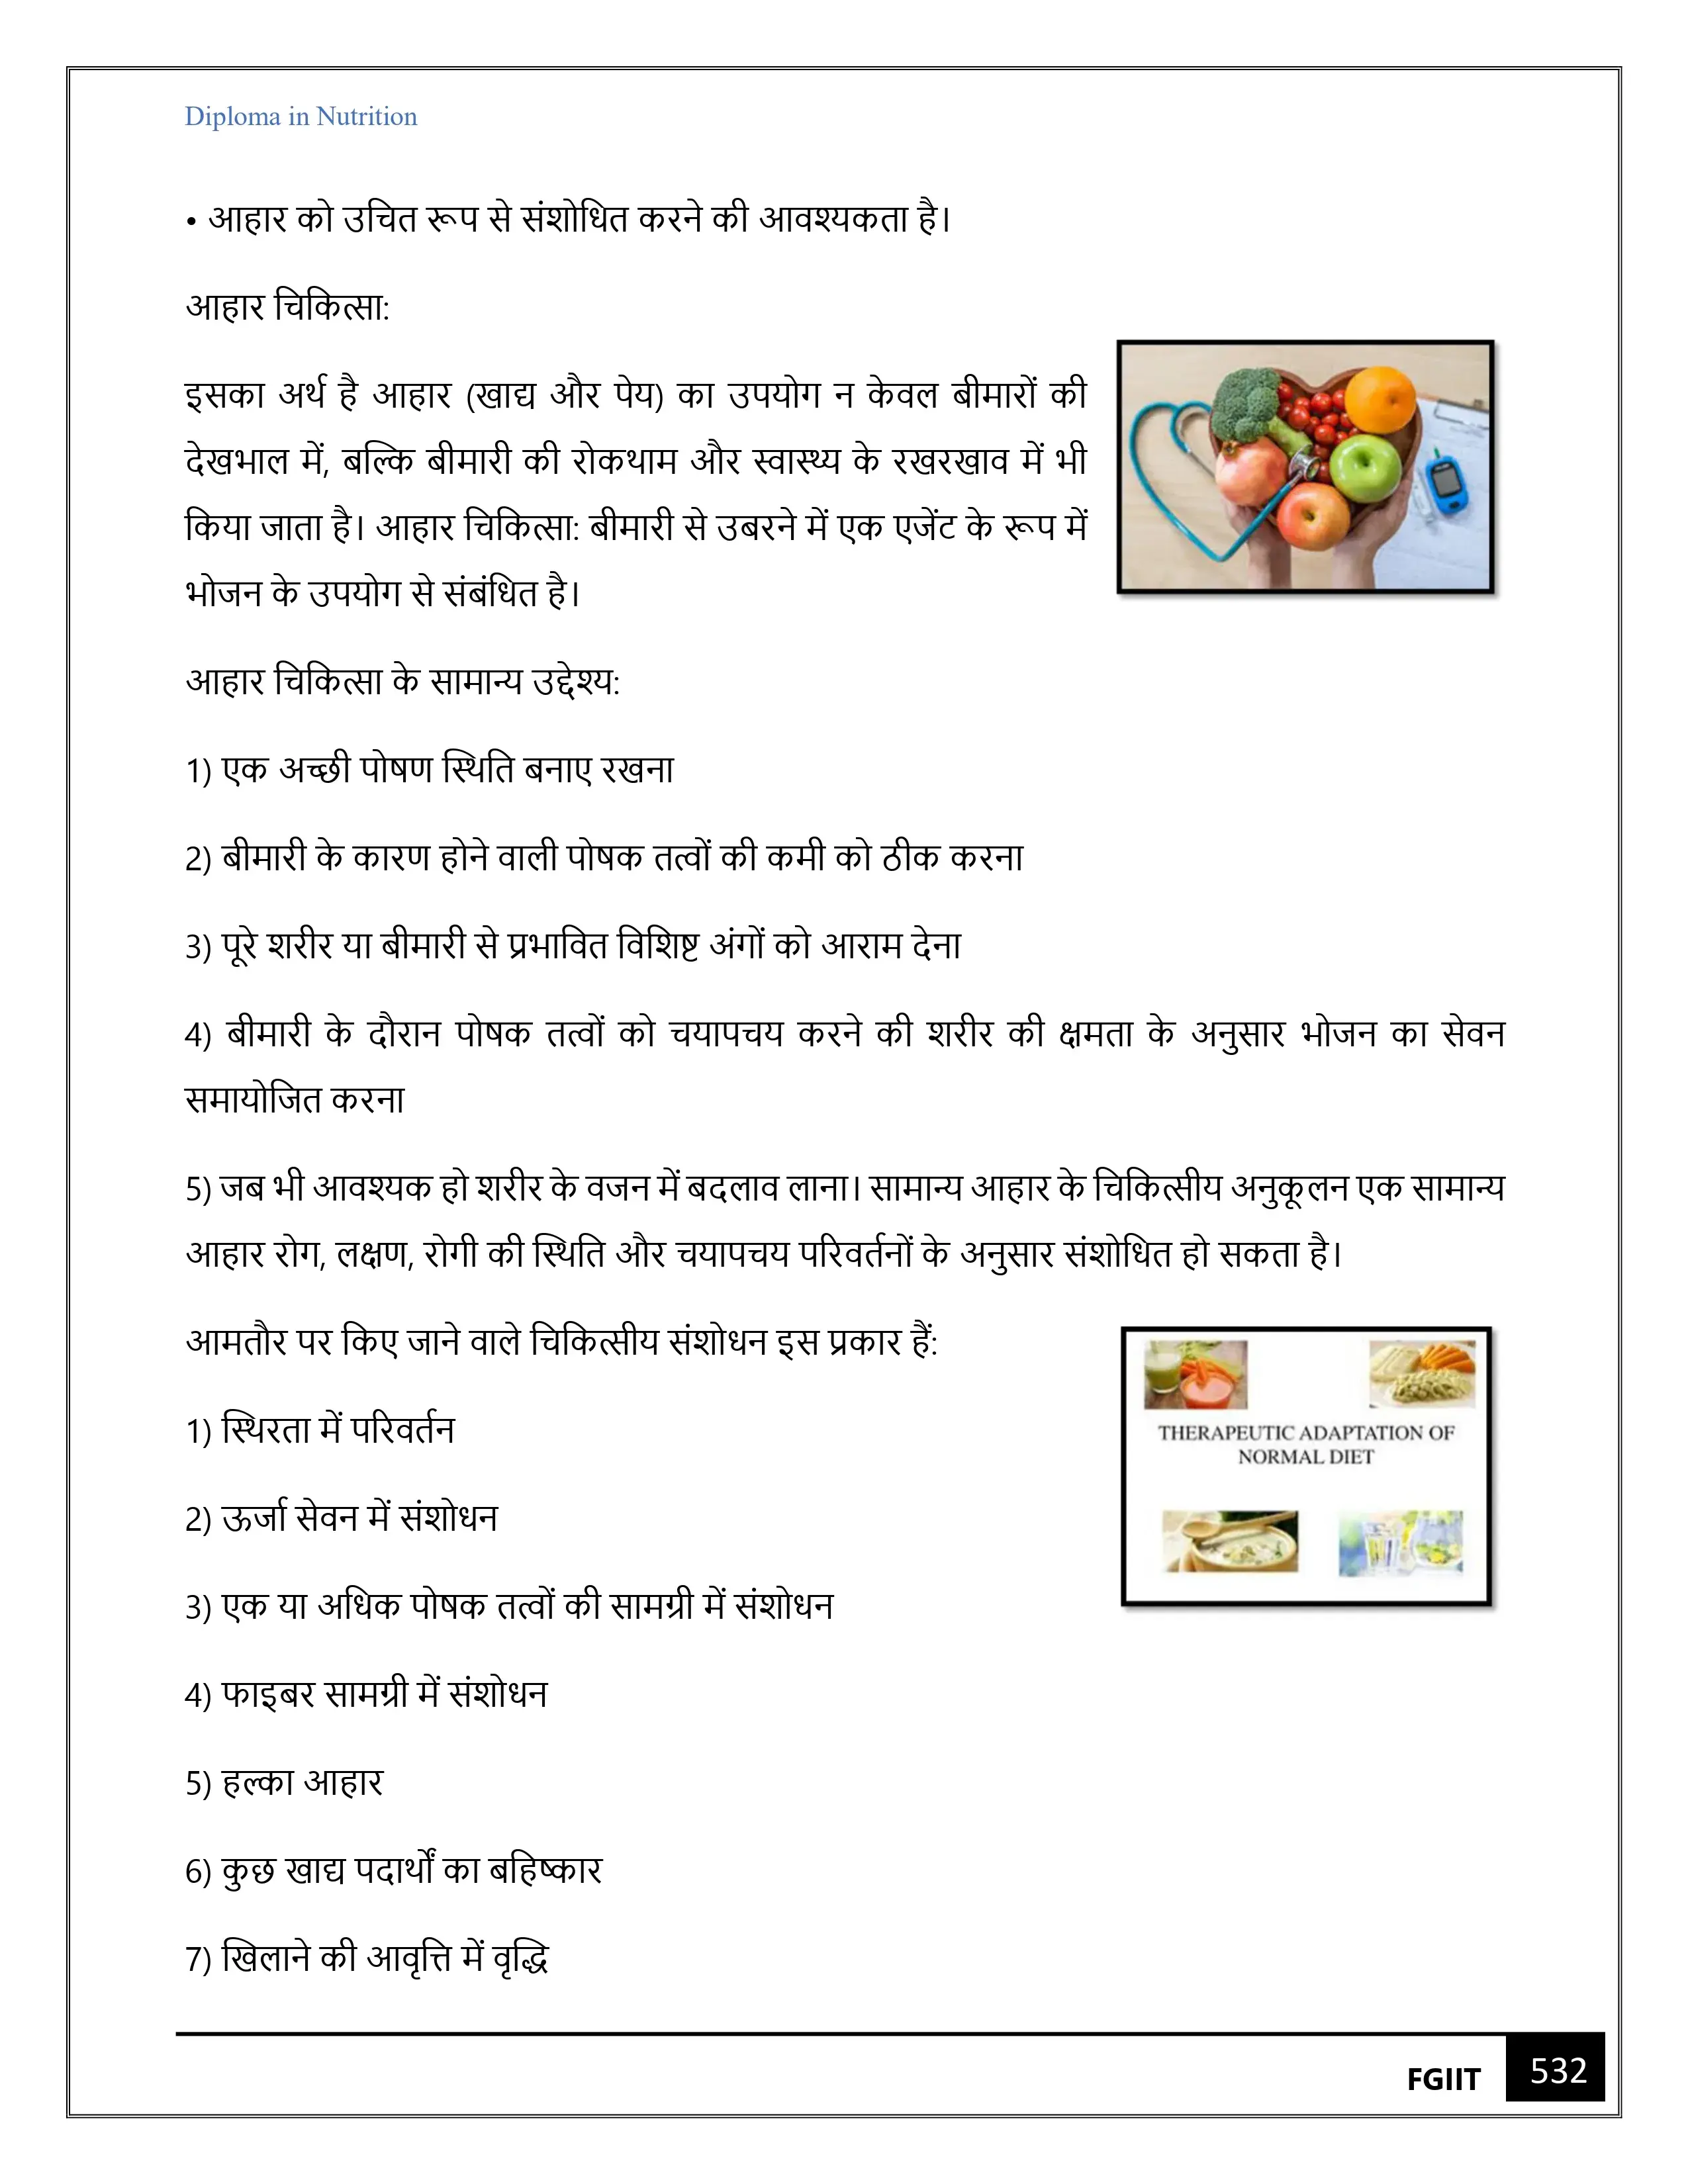 Diploma in Nutrition
• आहार को उचित रूप से संशोधित करने की आवश्यकता है।
आहार चिकित्सा:
इसका अर्थ है आहार (खाद्य और पेय) का उपयोग न केवल बीमारों की
देखभाल में, बल्कि बीमारी की रोकथाम और स्वास्थ्य के रखरखाव में भी
किया जाता है। आहार चिकित्सा: बीमारी से उबरने में एक एजेंट के रूप में
भोजन के उपयोग से संबंधित है।
आहार चिकित्सा के सामान्य उद्देश्य:
1) एक अच्छी पोषण स्थिति बनाए रखना
2) बीमारी के कारण होने वाली पोषक तत्वों की कमी को ठीक करना
3) पूरे शरीर या बीमारी से प्रभावित विशिष्ट अंगों को आराम देना
4) बीमारी के दौरान पोषक तत्वों को चयापचय करने की शरीर की क्षमता के अनुसार भोजन का सेवन
समायोजित करना
5) जब भी आवश्यक हो शरीर के वजन में बदलाव लाना। सामान्य आहार के चिकित्सीय अनुकूलन एक सामान्य
आहार रोग, लक्षण, रोगी की स्थिति और चयापचय परिवर्तनों के अनुसार संशोधित हो सकता है।
आमतौर पर किए जाने वाले चिकित्सीय संशोधन इस प्रकार हैं:
1) स्थिरता में परिवर्तन
2) ऊर्जा सेवन में संशोधन
3) एक या अधिक पोषक तत्वों की सामग्री में संशोधन
4) फाइबर सामग्री में संशोधन
5) हल्का आहार
6) कुछ खाद्य पदार्थों का बहिष्कार
7) खिलाने की आवृत्ति में वृद्धि
THERAPEUTIC ADAPTATION OF
NORMAL DIET
FGIIT
532